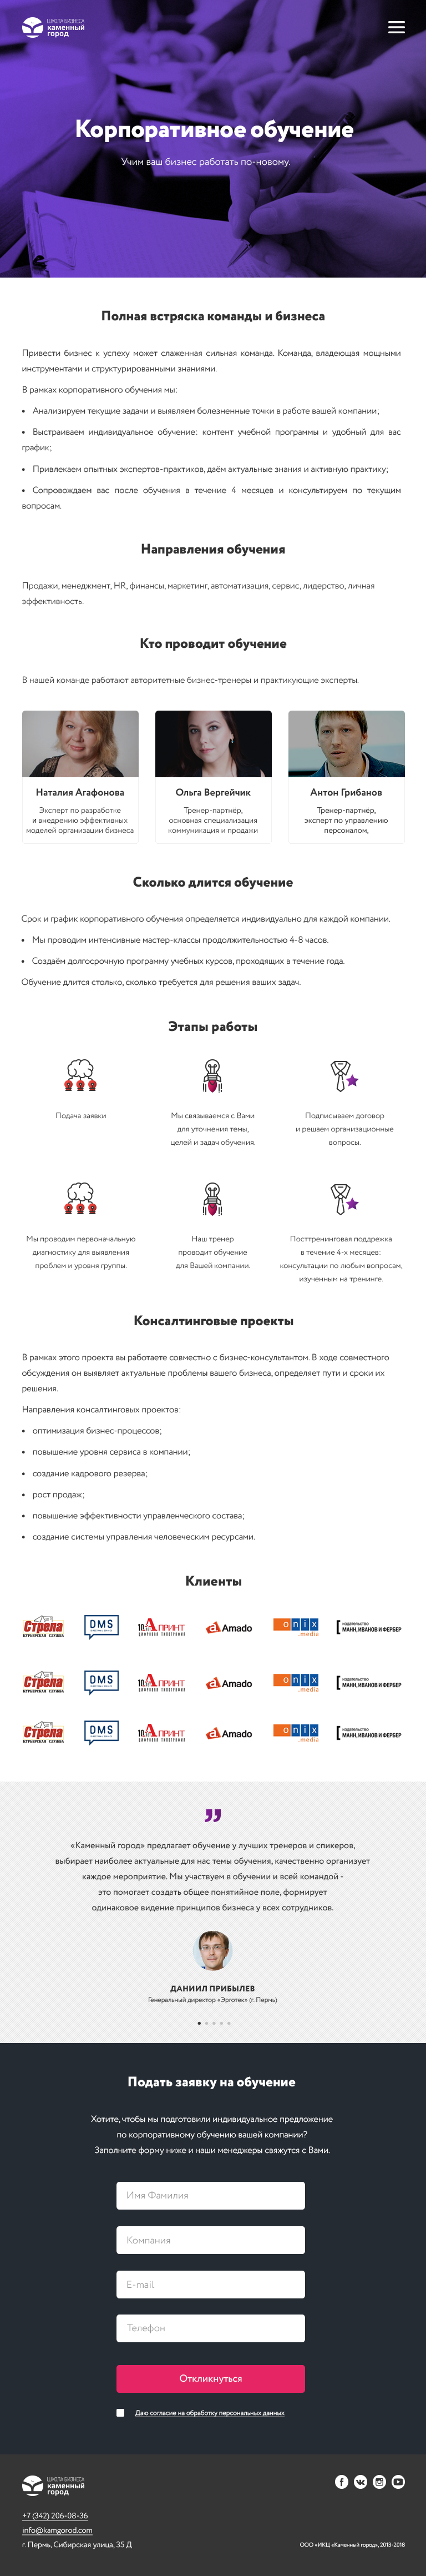 ШКОЛА БИЗНЕСА
каменный
город
Корпоративное обучение
Учим ваш бизнес работать по-новому.
Полная встряска команды и бизнеса
Привести бизнес к успеху может слаженная сильная команда. Команда, владеющая мощными
инструментами и структурированными знаниями.
В рамках корпоративного обучения мы:
• Анализируем текущие задачи и выявляем болезненные точки в работе вашей компании;
• Выстраиваем индивидуальное обучение: контент учебной программы и удобный для вас
график;
• Привлекаем опытных экспертов-практиков, даём актуальные знания и активную практику;
• Сопровождаем вас после обучения в течение 4 месяцев и консультируем по текущим
вопросам.
Направления обучения
Продажи, менеджмент, HR, финансы, маркетинг, автоматизация, сервис, лидерство, личная
эффективность.
Кто проводит обучение
В нашей команде работают авторитетные бизнес-тренеры и практикующие эксперты.
Наталия Агафонова
Эксперт по разработке
и внедрению эффективных
моделей организации бизнеса
Ольга Вергейчик
Тренер-партнёр,
основная специализация
коммуникация и продажи
Антон Грибанов
Тренер-партнёр,
эксперт по управлению
персоналом,
Сколько длится обучение
Срок и график корпоративного обучения определяется индивидуально для каждой компании.
• Мы проводим интенсивные мастер-классы продолжительностью 4-8 часов.
• Создаём долгосрочную программу учебных курсов, проходящих в течение года.
Обучение длится столько, сколько требуется для решения ваших задач.
Этапы работы
Подача заявки
Мы связываемся с Вами
для уточнения темы,
целей и задач обучения.
Подписываем договор
и решаем организационные
вопросы.
Мы проводим первоначальную
диагностику для выявления
проблем и уровня группы.
Наш тренер
проводит обучение
для Вашей компании.
Посттренинговая поддрежка
в течение 4-х месяцев:
консультации по любым вопросам,
изученным на тренинге.
Консалтинговые проекты
В рамках этого проекта вы работаете совместно с бизнес-консультантом. В ходе совместного
обсуждения он выявляет актуальные проблемы вашего бизнеса, определяет пути и сроки их
решения.
Направления консалтинговых проектов:
• оптимизация бизнес-процессов;
• повышение уровня сервиса в компании;
• создание кадрового резерва;
• рост продаж;
• повышение эффективности управленческого состава;
• создание системы управления человеческим ресурсами.
Клиенты
Стрела
КУРЬЕРСКАЯ СЛУЖБА
DMS
ПРИНТ
ЦИФРОВАЯ ТИПОГРАФИЯ
Amado
onix
.media
ИЗДАТЕЛЬСТВО
МАНН, ИВАНОВ И ФЕРБЕР
Стрела
КУРЬЕРСКАЯ СЛУЖБА
DMS
ПРИНТ
ЦИФРОВАЯ ТИПОГРАФИЯ
Amado
onix
.media
ИЗДАТЕЛЬСТВО
МАНН, ИВАНОВ И ФЕРБЕР
Стрела
КУРЬЕРСКАЯ СЛУЖБА
DMS
ПРИНТ
ЦИФРОВАЯ ТИПОГРАФИЯ
Amado
onix
.media
ИЗДАТЕЛЬСТВО
МАНН, ИВАНОВ И ФЕРБЕР
”
«Каменный город» предлагает обучение у лучших тренеров и спикеров,
выбирает наиболее актуальные для нас темы обучения, качественно организует
каждое мероприятие. Мы участвуем в обучении и всей командой -
это помогает создать общее понятийное поле, формирует
одинаковое видение принципов бизнеса у всех сотрудников.
ДАНИИЛ ПРИБЫЛЕВ
Генеральный директор «Эрготек» (г. Пермь)
Подать заявку на обучение
Хотите, чтобы мы подготовили индивидуальное предложение
по корпоративному обучению вашей компании?
Заполните форму ниже и наши менеджеры свяжутся с Вами.
Имя Фамилия
Компания
E-mail
Телефон
Откликнуться
Даю согласие на обработку персональных данных
ШКОЛА БИЗНЕСА
каменный
город
+7 (342) 206-08-36
info@kamgorod.com
г. Пермь, Сибирская улица, 35 Д
ООО «ИКЦ «Каменный город», 2013-2018